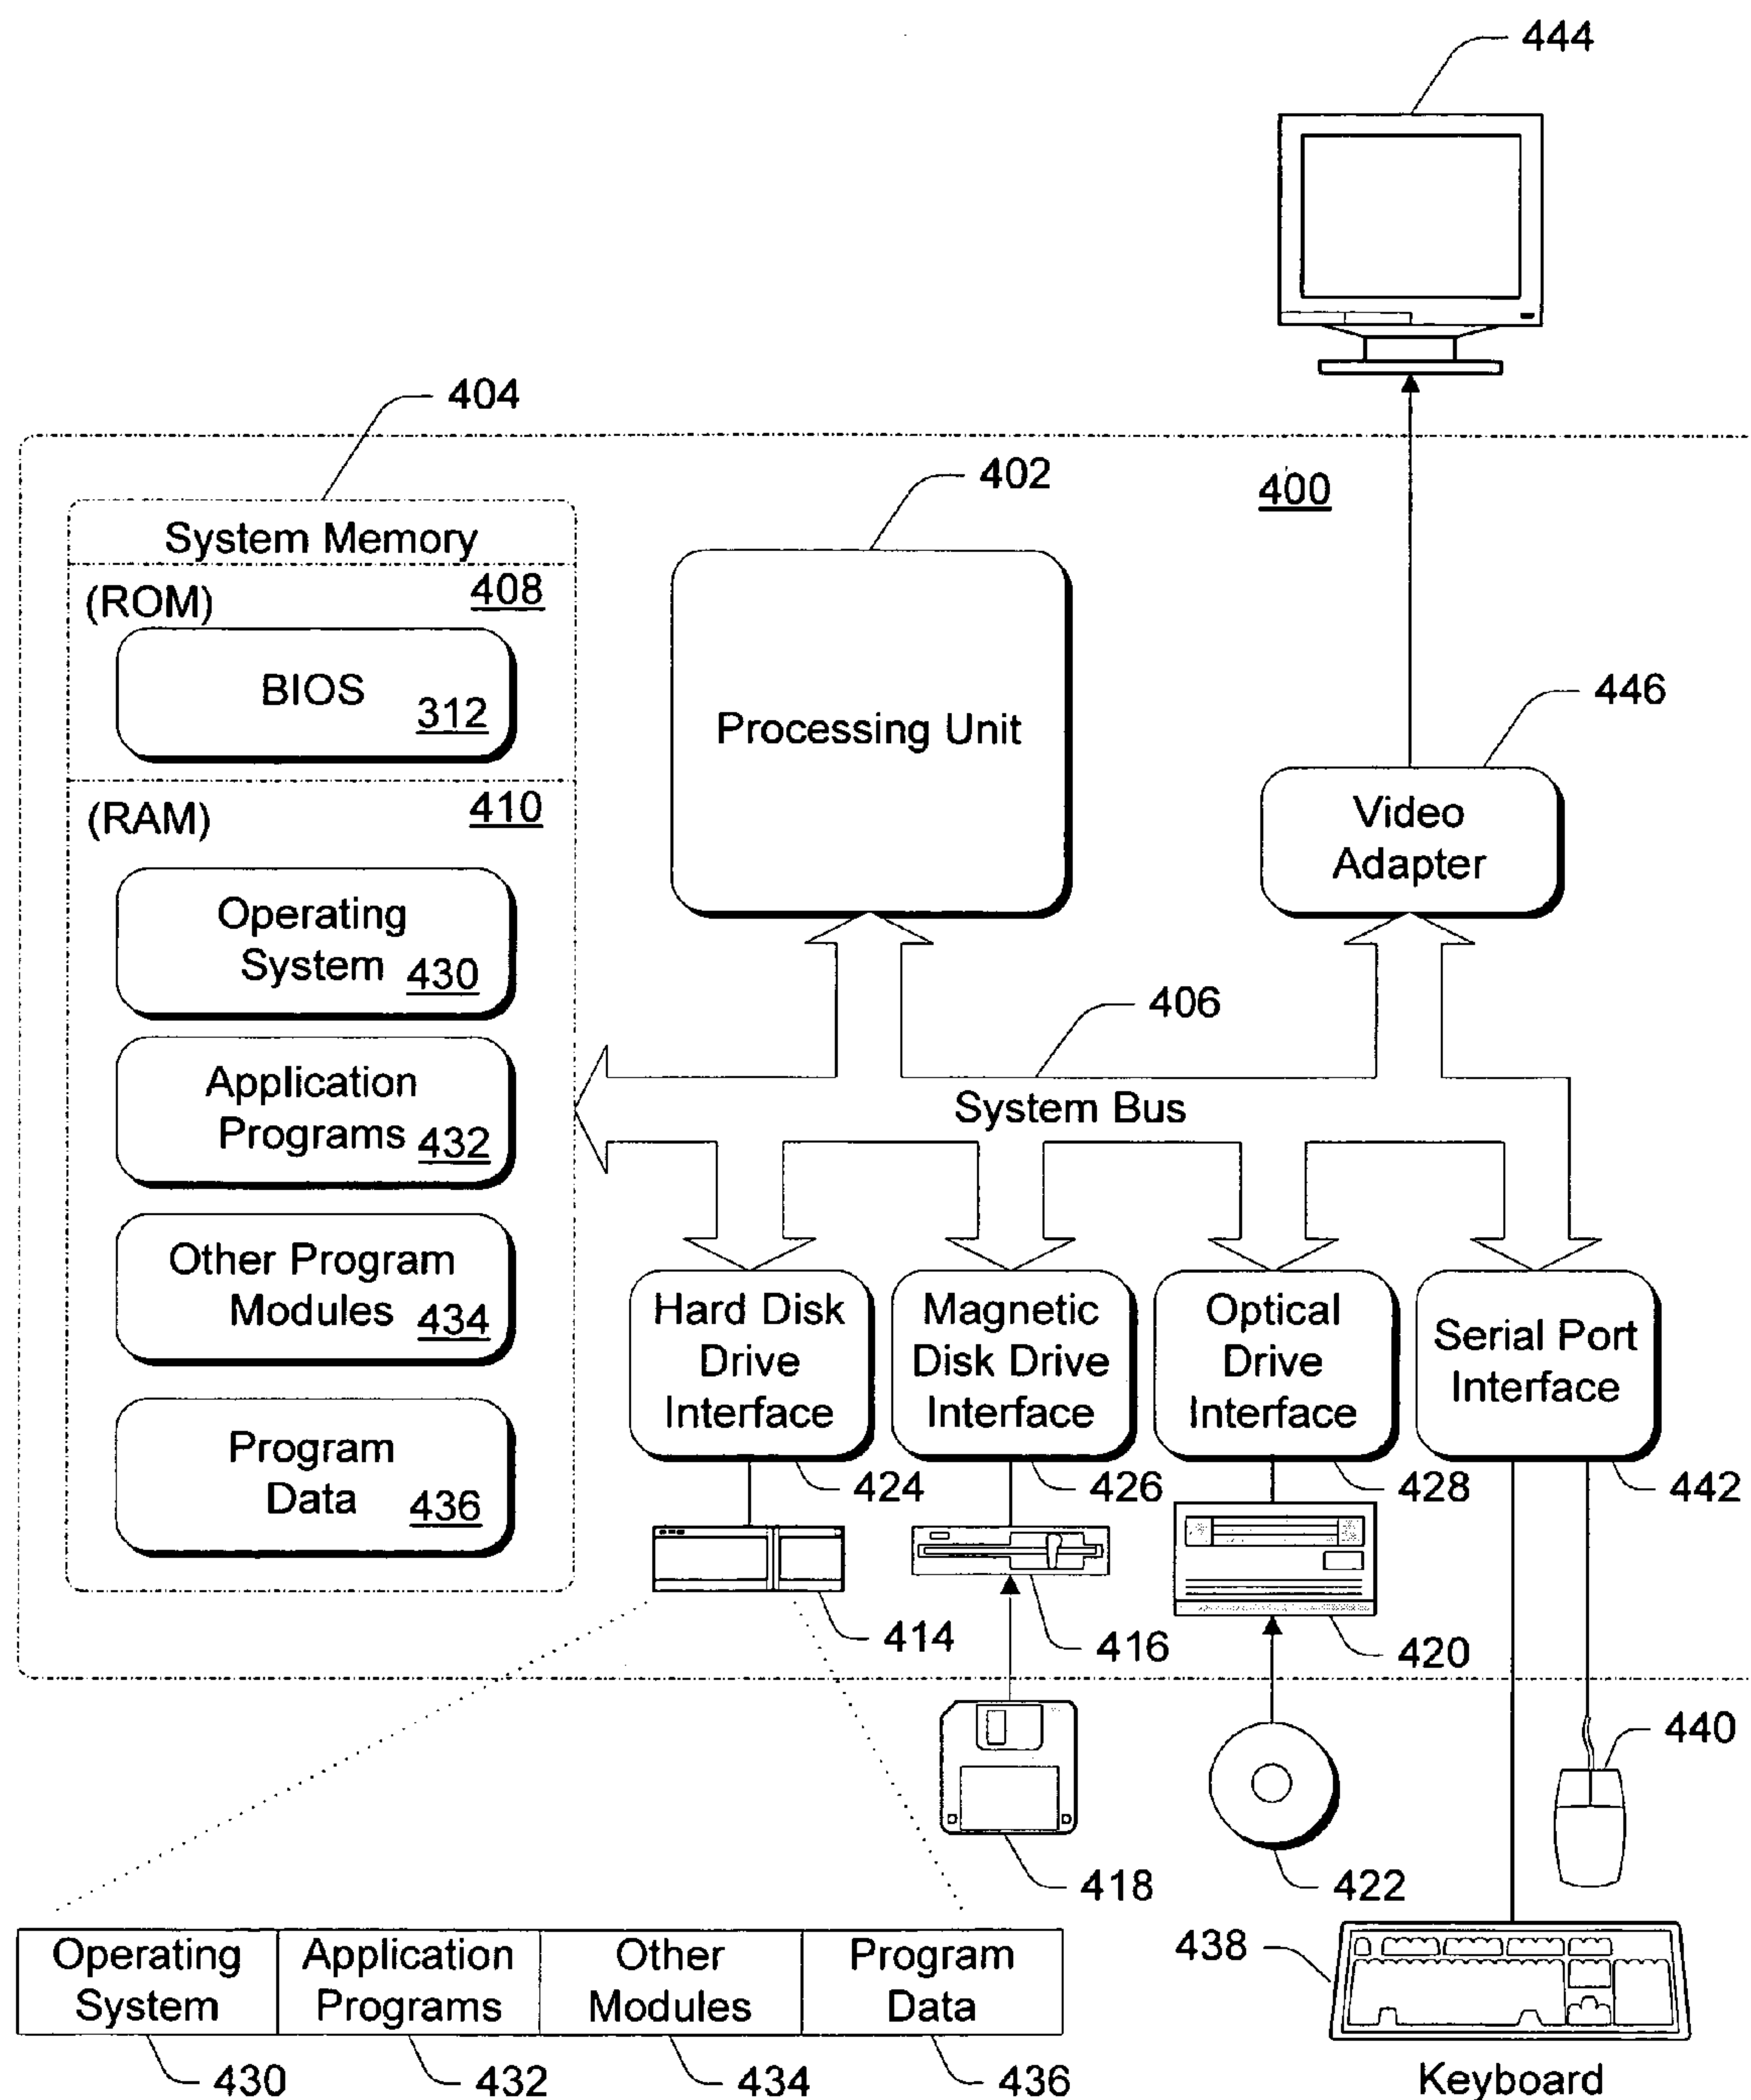 444
404
402
400
System Memory
(ROM)
408
BIOS
312
Processing Unit
446
(RAM)
410
Video
Adapter
Operating
System 430
406
Application
Programs 432
System Bus
Other Program
Modules 434
Hard Disk
Drive
Interface
Magnetic
Disk Drive
Interface
Optical
Drive
Interface
Serial Port
Interface
Program
Data 436
424
426
428
442
414
416
420
440
418
422
438
Operating
System
Application
Programs
Other
Modules
Program
Data
430
432
434
436
Keyboard